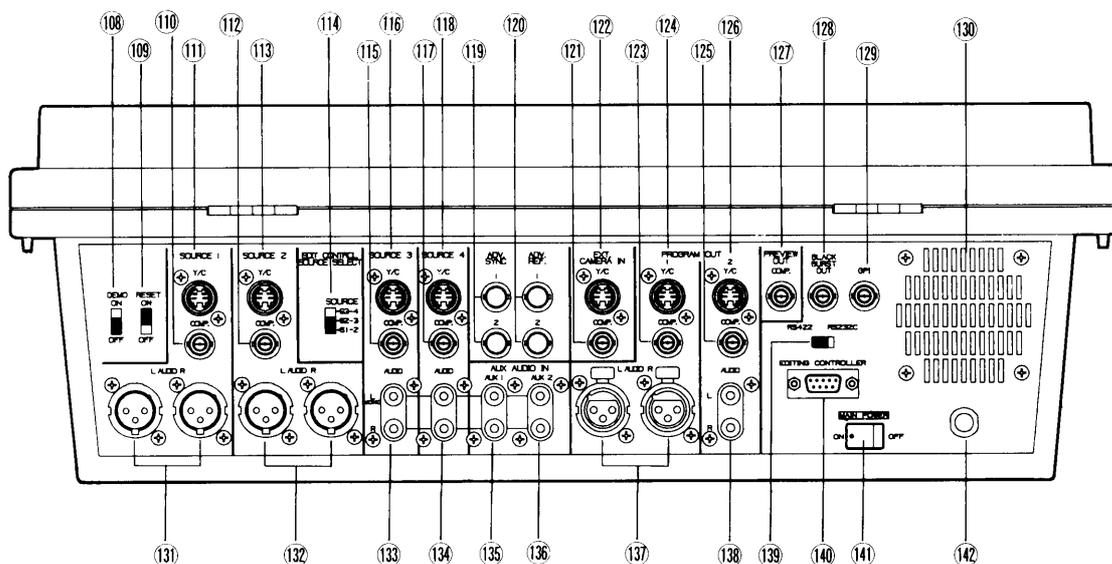 108 109 110 111 112 113 114 115 116 117 118 119 120 121 122 123 124 125 126 127 128 129 130
SOURCE 1
Y/C
COMP.
L AUDIO R
DEMO
ON
OFF
RESET
ON
OFF
SOURCE 2
Y/C
COMP.
L AUDIO R
EDIT CONTROL
SOURCE SELECT
SOURCE
S3-4
S2-3
S1-2
SOURCE 3
Y/C
COMP.
AUDIO
L
R
SOURCE 4
Y/C
COMP.
AUDIO
ADV.
SYNC
1
2
ADV.
REF.
1
2
AUX AUDIO IN
AUX 1
AUX 2
EXT
CAMERA IN
Y/C
COMP.
PROGRAM OUT
1
Y/C
COMP.
L AUDIO R
2
Y/C
COMP.
AUDIO
L
R
PREVIEW
OUT
COMP.
BLACK
BURST
OUT
GPI
RS422
RS232C
EDITING CONTROLLER
MAIN POWER
ON
OFF
131 132 133 134 135 136 137 138 139 140 141 142